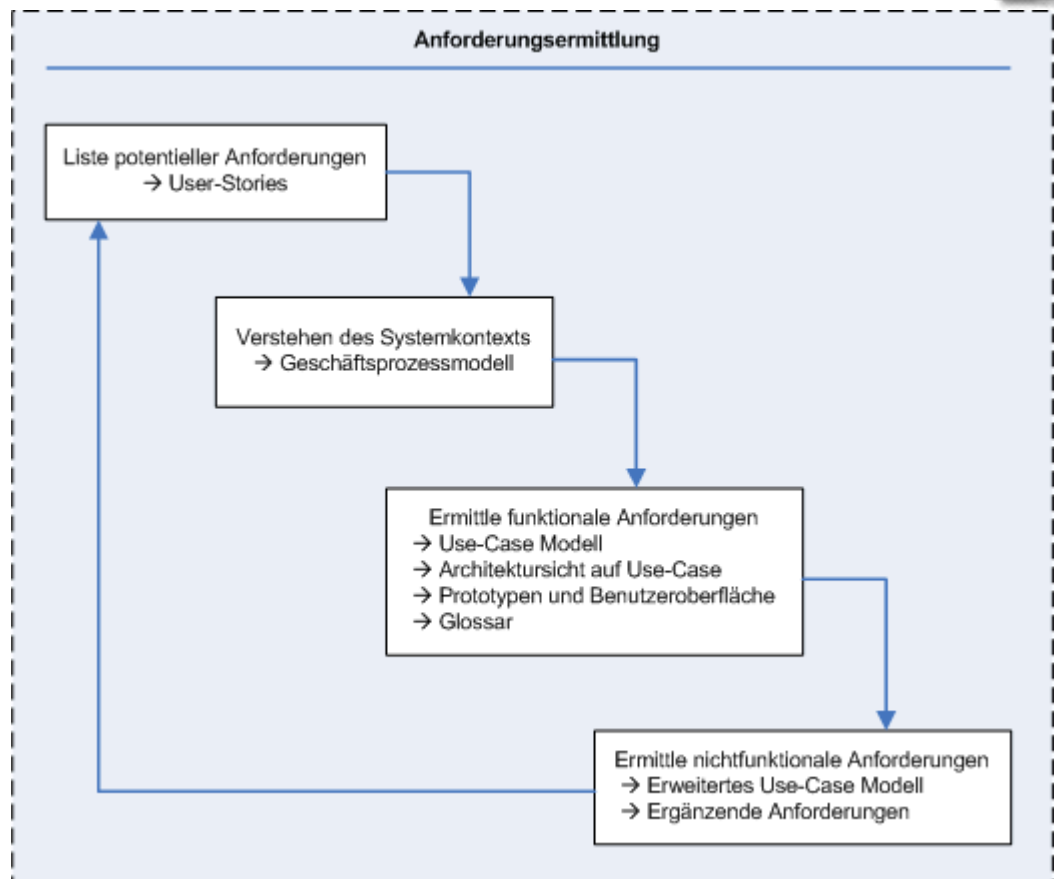 Anforderungsermittlung
Liste potentieller Anforderungen
→ User-Stories
Verstehen des Systemkontexts
→ Geschäftsprozessmodell
Ermittle funktionale Anforderungen
→ Use-Case Modell
→ Architektursicht auf Use-Case
→ Prototypen und Benutzeroberfläche
→ Glossar
Ermittle nichtfunktionale Anforderungen
→ Erweitertes Use-Case Modell
→ Ergänzende Anforderungen